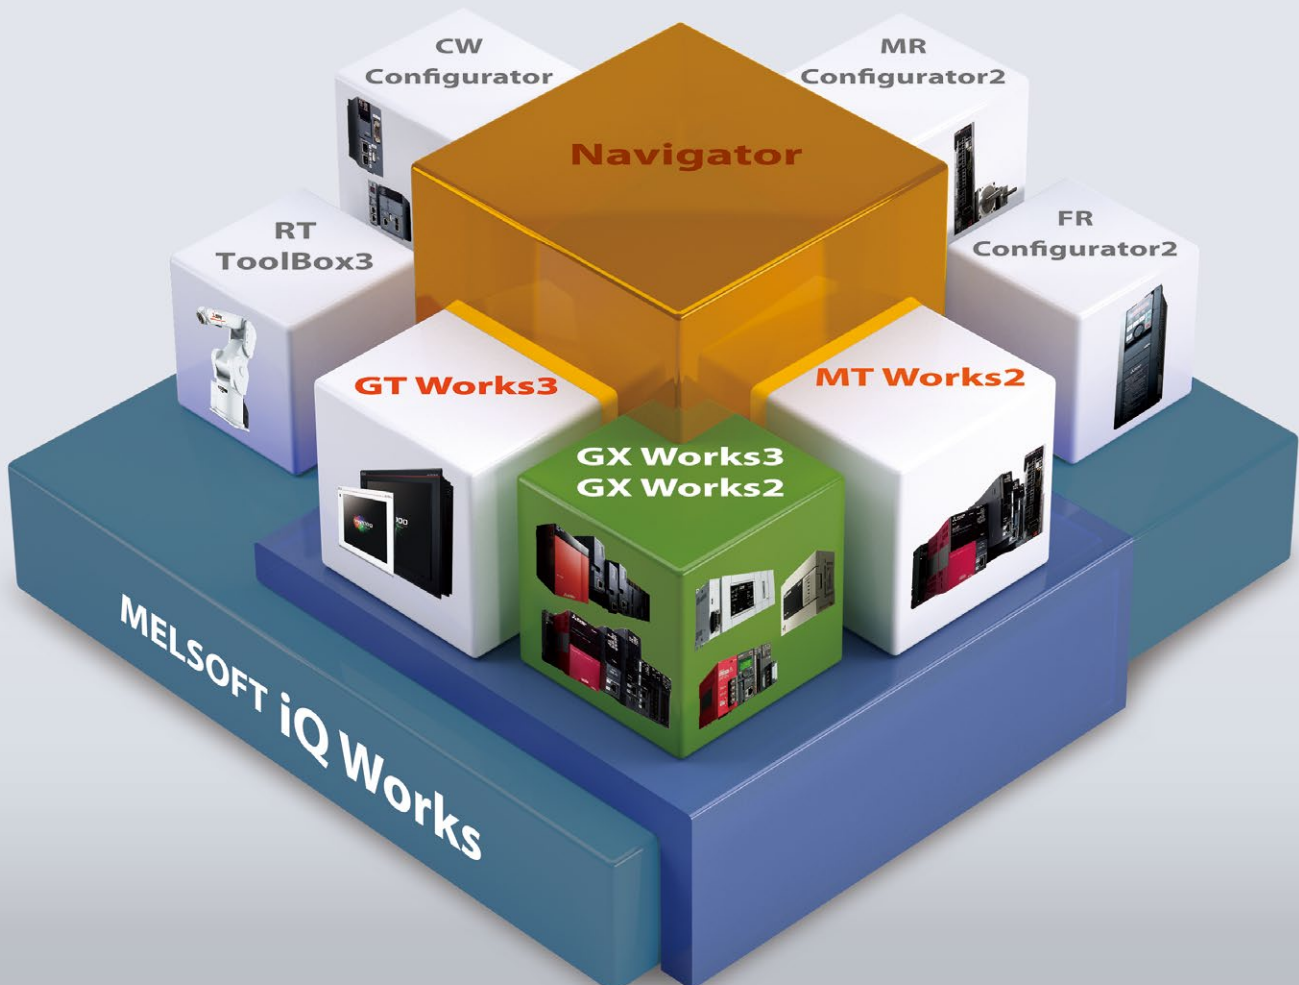 CW
Configurator
MR
Configurator2
Navigator
RT
ToolBox3
FR
Configurator2
GT Works3
MT Works2
GX Works3
GX Works2
MELSOFT iQ Works